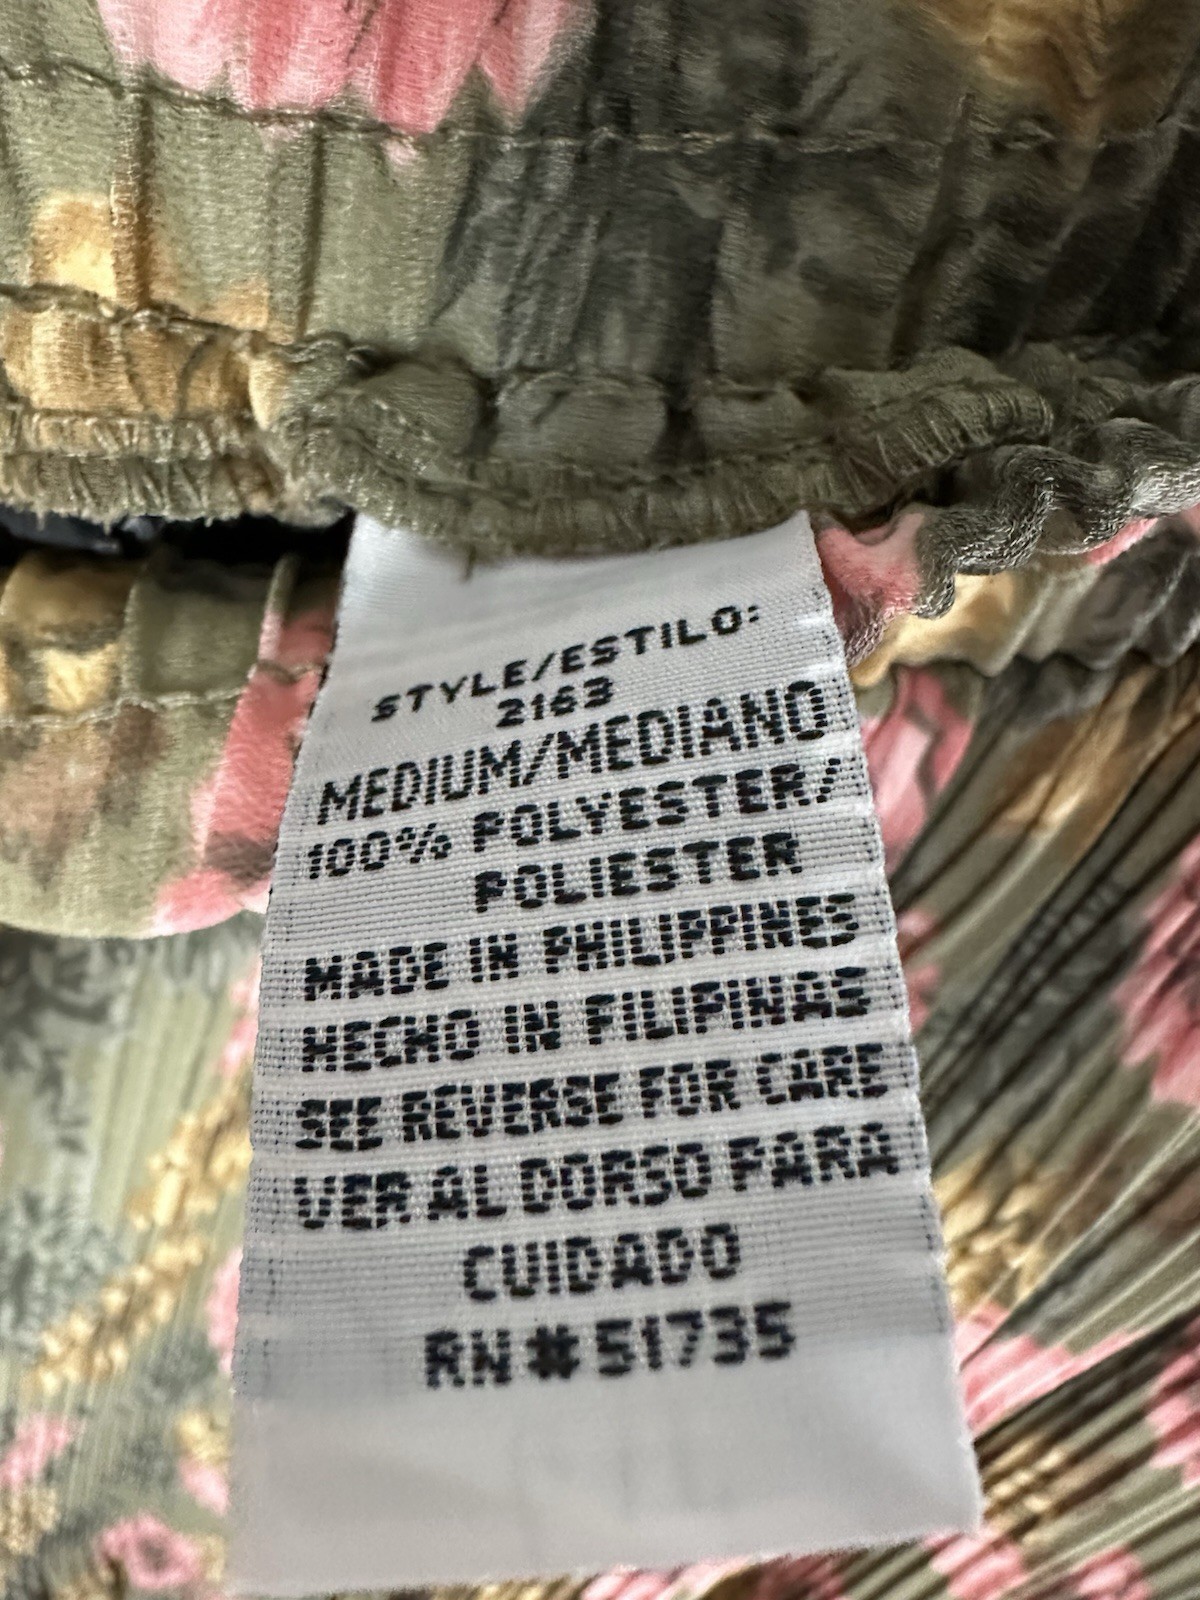 STYLE/ESTILO:
2163
MEDIUM/MEDIANO
100% POLYESTER/
POLIESTER
MADE IN PHILIPPINES
HECHO IN FILIPINAS
SEE REVERSE FOR CARE
VER AL DORSO PARA
CUIDADO
RN#51735